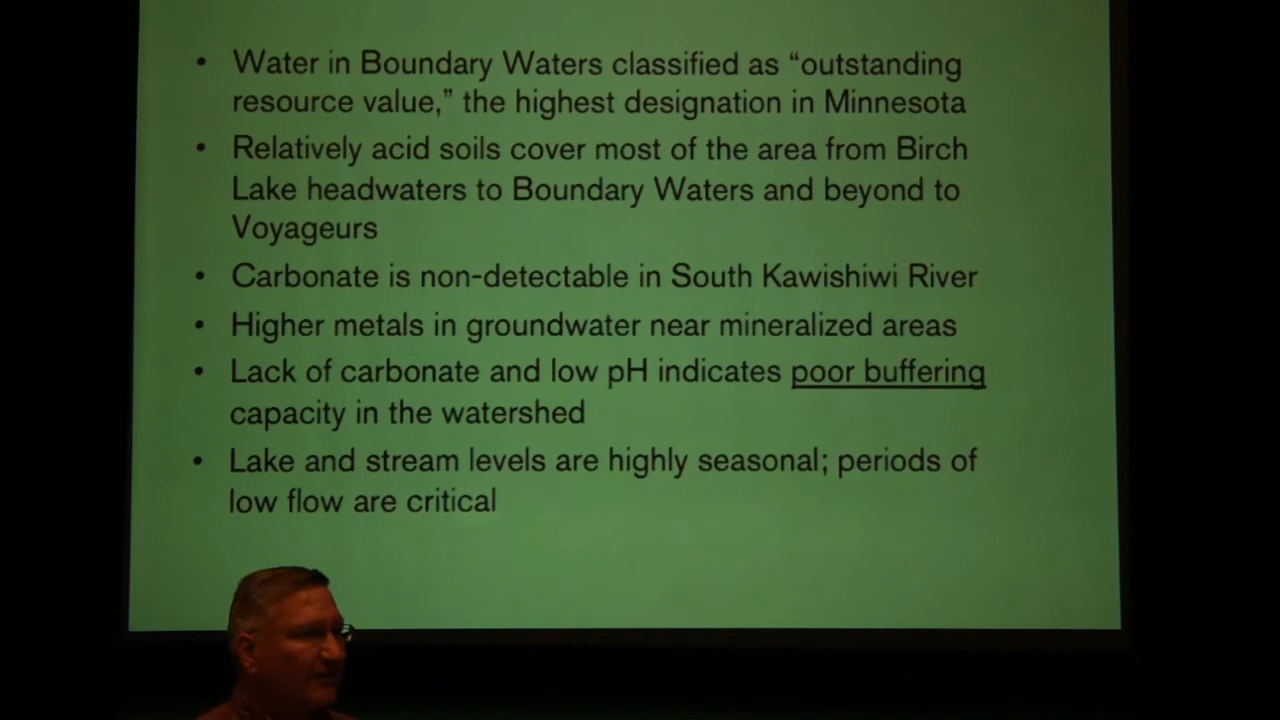 • Water in Boundary Waters classified as “outstanding
resource value,” the highest designation in Minnesota
• Relatively acid soils cover most of the area from Birch
Lake headwaters to Boundary Waters and beyond to
Voyageurs
• Carbonate is non-detectable in South Kawishiwi River
• Higher metals in groundwater near mineralized areas
• Lack of carbonate and low pH indicates poor buffering
capacity in the watershed
• Lake and stream levels are highly seasonal; periods of
low flow are critical